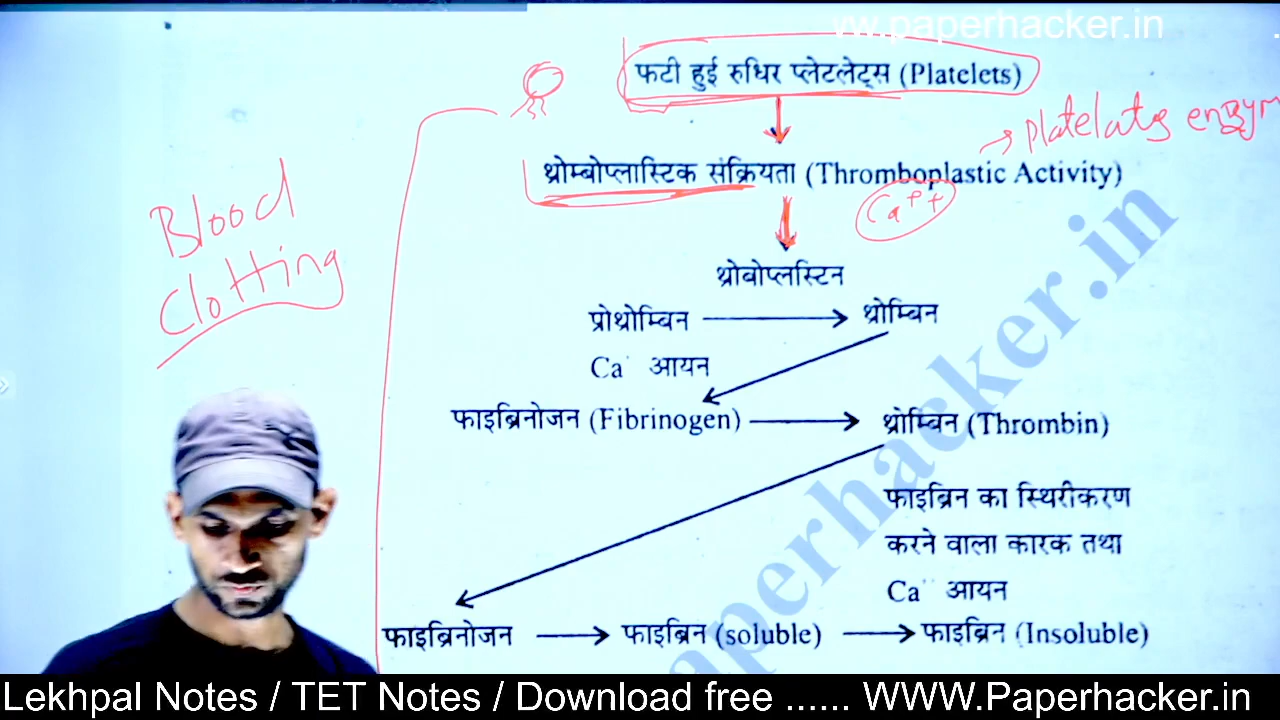 ww.paperhacker.in
फटी हुई रुधिर प्लेटलेट्स (Platelets)
Platelets enzym
थ्रोम्बोप्लास्टिक संक्रियता (Thromboplastic Activity)
Blood
Clotting
थ्रोबोप्लस्टिन
प्रोथ्रोम्बिन थ्रोम्बिन
Ca¨ आयन
फाइब्रिनोजन (Fibrinogen) थ्रोम्बिन (Thrombin)
फाइब्रिन का स्थिरीकरण
करने वाला कारक तथा
Ca¨ आयन
फाइब्रिनोजन फाइब्रिन (soluble) फाइब्रिन (Insoluble)
aperhacker.in
Lekhpal Notes / TET Notes / Download free ...... WWW.Paperhacker.in